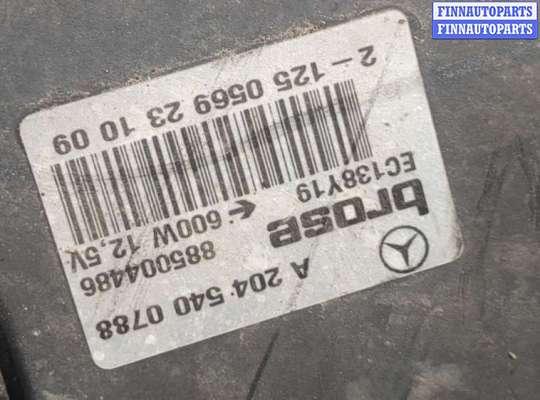 FINNAUTOPARTS
FINNAUTOPARTS
A 204 540 0788
885004486
brose 600W 12,5V
EC138Y19
2-125 0569 23 10 09